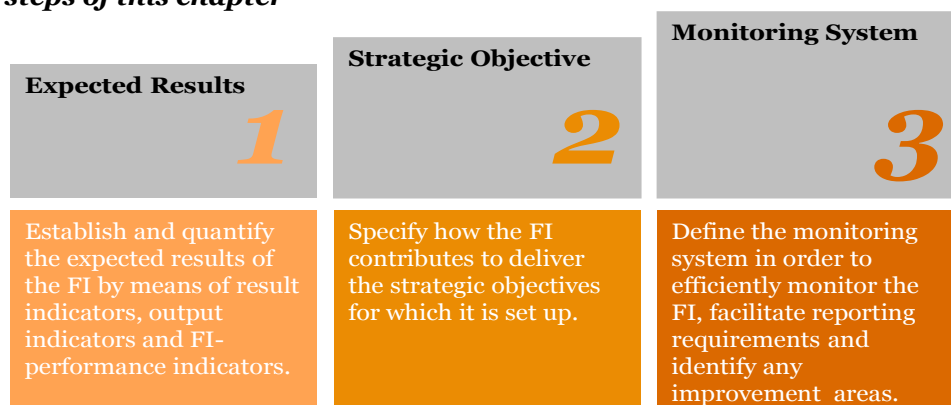 steps of this chapter
Expected Results
1
Establish and quantify
the expected results of
the FI by means of result
indicators, output
indicators and FI-
performance indicators.
Strategic Objective
2
Specify how the FI
contributes to deliver
the strategic objectives
for which it is set up.
Monitoring System
3
Define the monitoring
system in order to
efficiently monitor the
FI, facilitate reporting
requirements and
identify any
improvement areas.